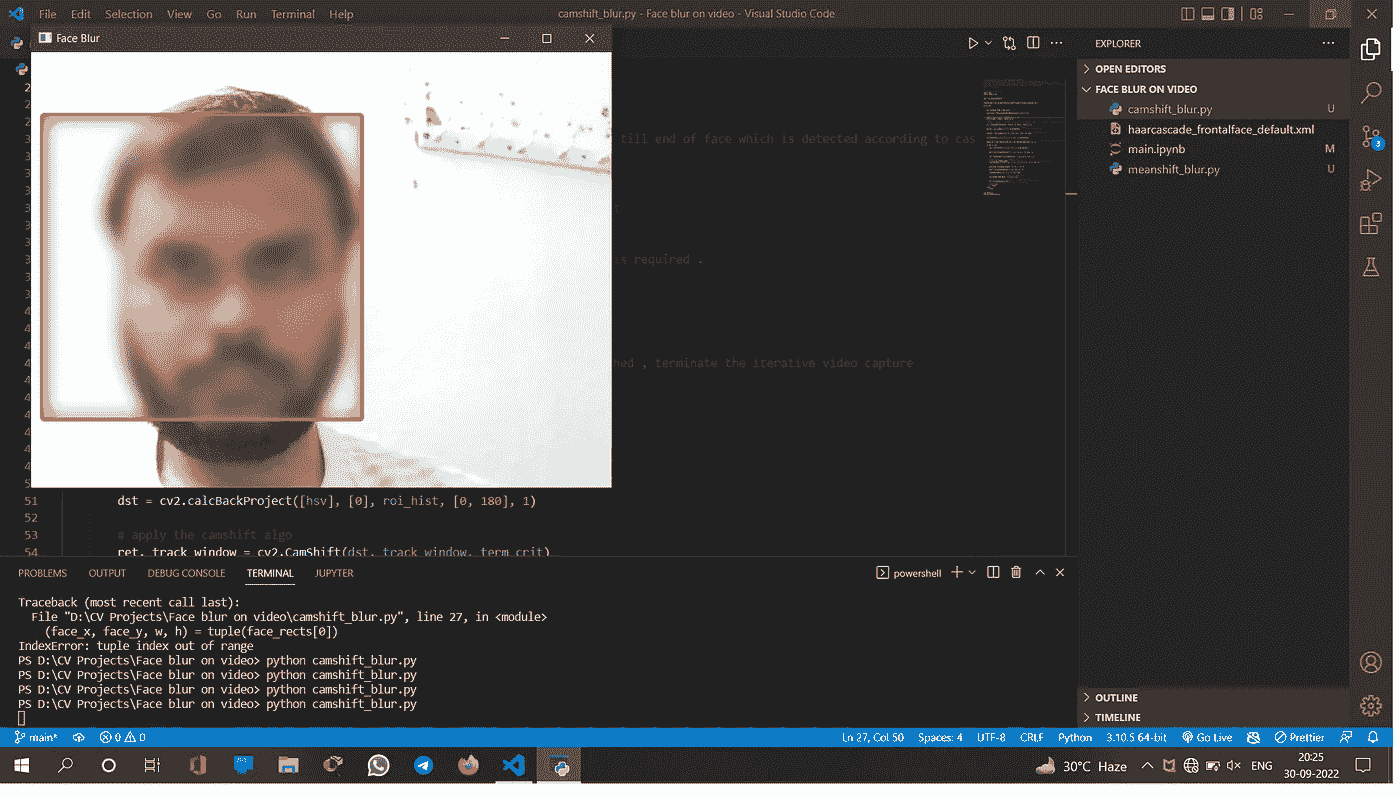 File Edit Selection View Go Run Terminal Help
camshift_blur.py - Face blur on video - Visual Studio Code
Face Blur
till end of face which is detected according to cas
is required .
ned , terminate the iterative video capture
51 dst = cv2.calcBackProject([hsv], [0], roi_hist, [0, 180], 1)
52
53 # apply the camshift algo
54 ret, track_window = cv2.CamShift(dst, track_window, term_crit)
EXPLORER
OPEN EDITORS
FACE BLUR ON VIDEO
camshift_blur.py U
haarcascade_frontalface_default.xml
main.ipynb M
meanshift_blur.py U
OUTLINE
TIMELINE
3
PROBLEMS OUTPUT DEBUG CONSOLE TERMINAL JUPYTER
powershell
Traceback (most recent call last):
File "D:\CV Projects\Face blur on video\camshift_blur.py", line 27, in <module>
(face_x, face_y, w, h) = tuple(face_rects[0])
IndexError: tuple index out of range
PS D:\CV Projects\Face blur on video> python camshift_blur.py
PS D:\CV Projects\Face blur on video> python camshift_blur.py
PS D:\CV Projects\Face blur on video> python camshift_blur.py
PS D:\CV Projects\Face blur on video> python camshift_blur.py
main* 0 0 Ln 27, Col 50 Spaces: 4 UTF-8 CRLF Python 3.10.5 64-bit Go Live Prettier
30°C Haze ENG 20:25
30-09-2022